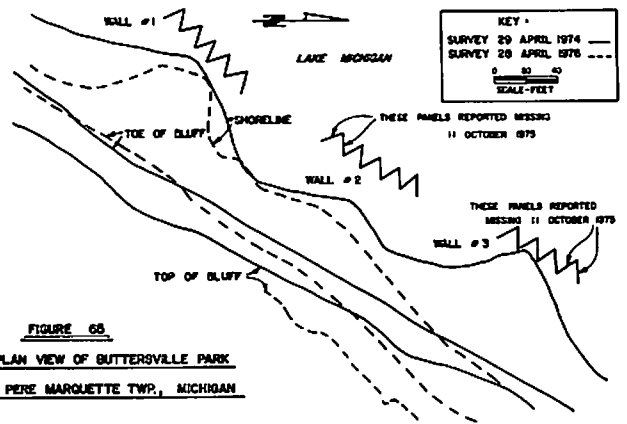 WALL #1
LAKE MICHIGAN
KEY:
SURVEY 29 APRIL 1974
SURVEY 28 APRIL 1976
0 20 40
SCALE-FEET
THESE PANELS REPORTED MISSING
11 OCTOBER 1975
SHORELINE
TOE OF BLUFF
WALL #2
THESE PANELS REPORTED
MISSING 11 OCTOBER 1975
WALL #3
TOP OF BLUFF
FIGURE 65
PLAN VIEW OF BUTTERSVILLE PARK
PERE MARQUETTE TWP., MICHIGAN